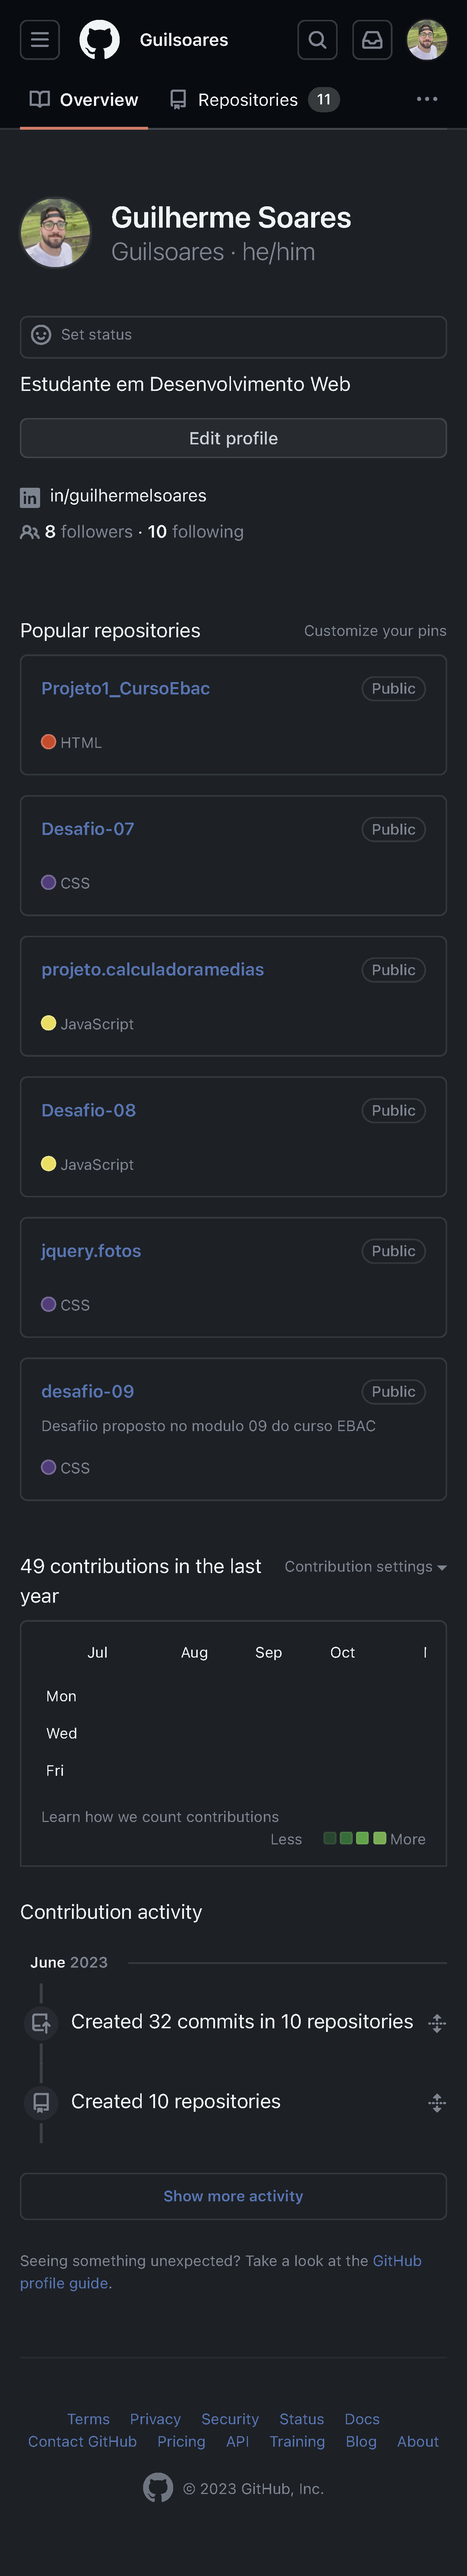 Guilsoares
Overview
Repositories 11
Guilherme Soares
Guilsoares · he/him
Set status
Estudante em Desenvolvimento Web
Edit profile
in/guilhermelsoares
8 followers · 10 following
Popular repositories
Customize your pins
Projeto1_CursoEbac
Public
HTML
Desafio-07
Public
CSS
projeto.calculadoramedias
Public
JavaScript
Desafio-08
Public
JavaScript
jquery.fotos
Public
CSS
desafio-09
Public
Desafiio proposto no modulo 09 do curso EBAC
CSS
49 contributions in the last
year
Contribution settings
Jul Aug Sep Oct
Mon
Wed
Fri
Learn how we count contributions
Less More
Contribution activity
June 2023
Created 32 commits in 10 repositories
Created 10 repositories
Show more activity
Seeing something unexpected? Take a look at the GitHub
profile guide.
Terms Privacy Security Status Docs
Contact GitHub Pricing API Training Blog About
© 2023 GitHub, Inc.